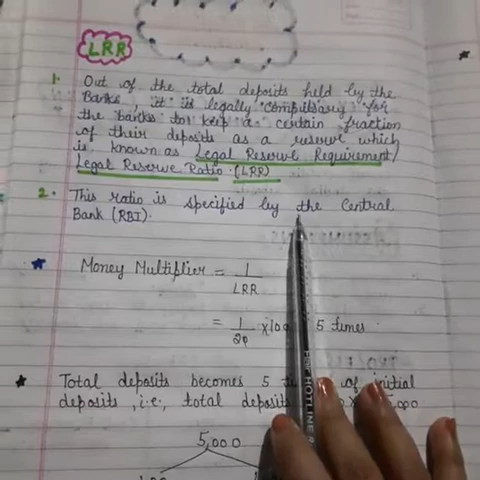 LRR
1. Out of the total deposits held by the
Banks, it is legally compulsary for
the banks to keep a certain fraction
of their deposits as a reserve which
is known as Legal Reserve Requirement/
Legal Reserve Ratio (LRR)
2. This ratio is specified by the Central
Bank (RBI).
Money Multiplier = 1
LRR
= 1/20 x 5 times
Total deposits becomes 5 of initial
deposits, i.e., total deposits
5,000